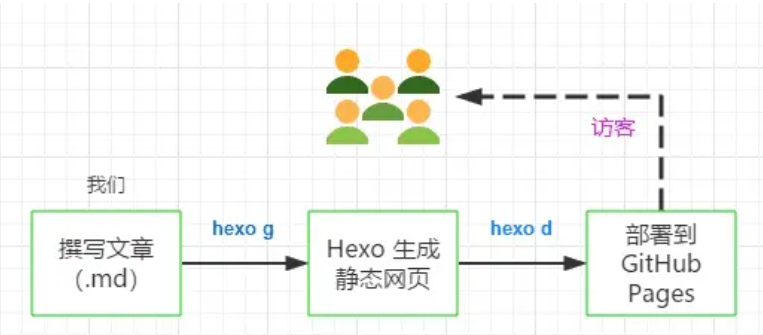 访客
我们
撰写文章
（.md）
hexo g
Hexo 生成
静态网页
hexo d
部署到
GitHub
Pages